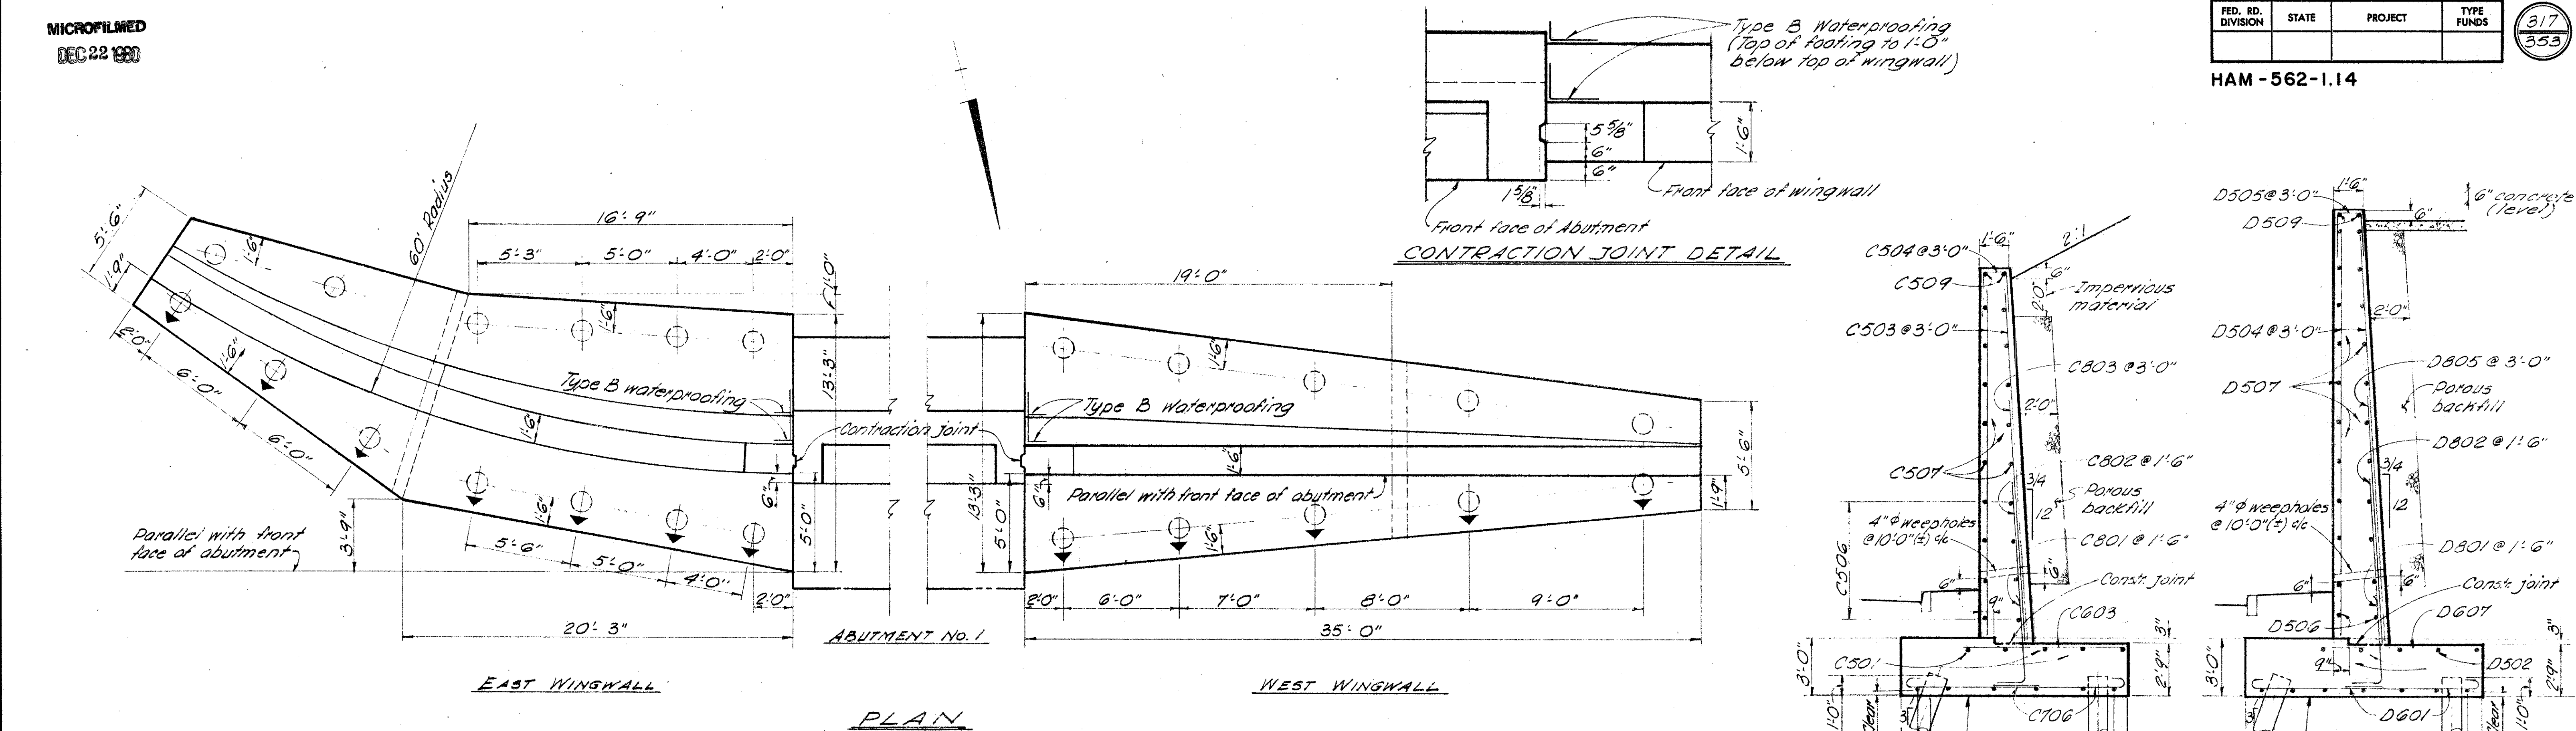 MICROFILMED
DEC 22 1980
FED. RD. DIVISION
STATE
PROJECT
TYPE FUNDS
317
353
HAM-562-1.14
Type B Waterproofing
(Top of footing to 1'-0"
below top of wingwall)
5 5/8"
6"
6"
1'-6"
1 5/8"
Front face of wingwall
Front face of Abutment
CONTRACTION JOINT DETAIL
5'-6"
1'-9"
60' Radius
1'-6"
16'-9"
5'-3"
5'-0"
4'-0"
2'-0"
1'-0"
1'-6"
2'-0"
6'-0"
6'-0"
1'-6"
Type B waterproofing
1'-6"
13'-3"
Contraction joint
6"
5'-0"
Parallel with front
face of abutment
3'-9"
1'-6"
5'-6"
5'-0"
4'-0"
2'-0"
20'-3"
ABUTMENT NO. 1
EAST WINGWALL
19'-0"
1'-6"
Type B Waterproofing
13'-3"
6"
5'-0"
1'-6"
Parallel with front face of abutment
5'-6"
1'-9"
1'-6"
2'-0"
6'-0"
7'-0"
8'-0"
9'-0"
35'-0"
WEST WINGWALL
PLAN
1'-6"
2:1
C504@3'-0"
C509
6"
2'-0"
Impervious
material
C503@3'-0"
C803@3'-0"
2'-0"
C507
C802@1'-6"
3/4
12
Porous
backfill
4"φ weepholes
@10'-0"(±) c/c
C801@1'-6"
C506
6"
6"
Constr. joint
9"
C603
3'-0"
C501
3"
2'-9"
1'-0"
Clear
3
C706
D505@3'-0"
1'-6"
6" concrete
(level)
D509
6"
2'-0"
D504@3'-0"
D805@3'-0"
D507
Porous
backfill
D802@1'-6"
3/4
12
4"φ weepholes
@10'-0"(±) c/c
D801@1'-6"
6"
6"
Constr. joint
D506
D607
9"
D502
3'-0"
3"
2'-9"
3
D601
Clear
1'-0"